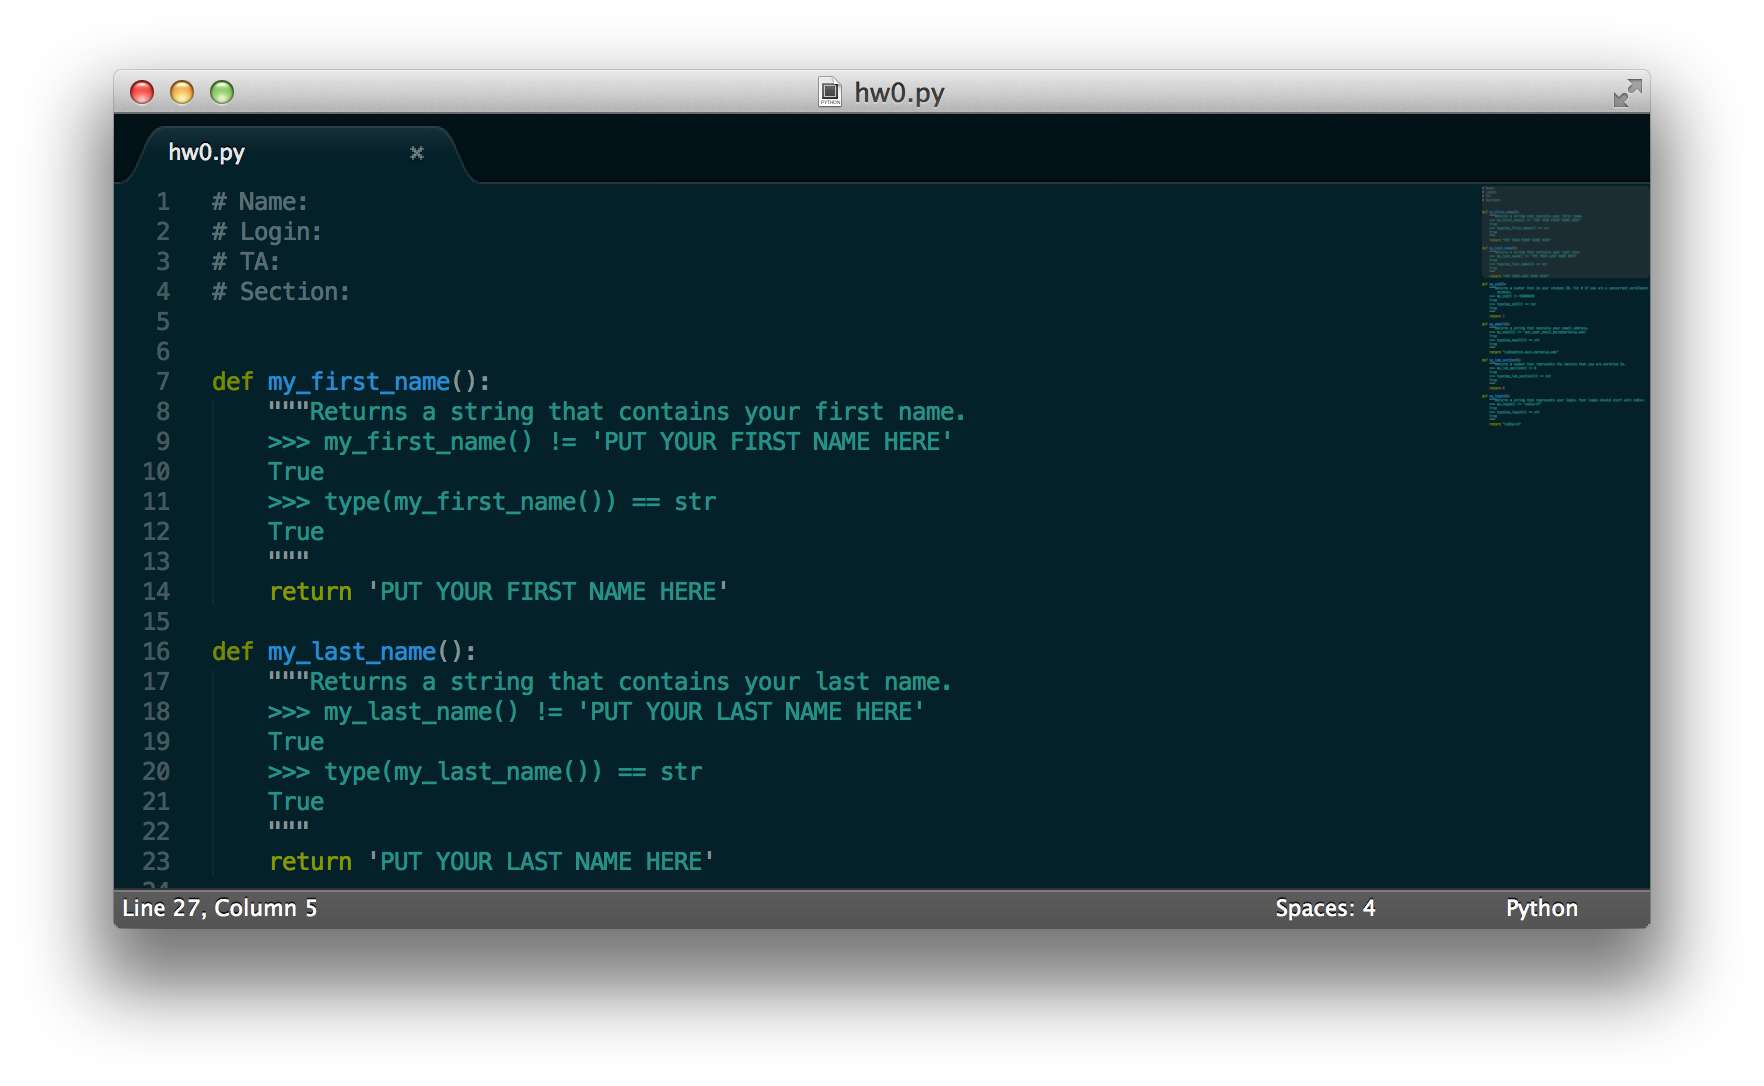 hw0.py
hw0.py
1 # Name:
2 # Login:
3 # TA:
4 # Section:
5
6
7 def my_first_name():
8     """Returns a string that contains your first name.
9     >>> my_first_name() != 'PUT YOUR FIRST NAME HERE'
10     True
11     >>> type(my_first_name()) == str
12     True
13     """
14     return 'PUT YOUR FIRST NAME HERE'
15
16 def my_last_name():
17     """Returns a string that contains your last name.
18     >>> my_last_name() != 'PUT YOUR LAST NAME HERE'
19     True
20     >>> type(my_last_name()) == str
21     True
22     """
23     return 'PUT YOUR LAST NAME HERE'
Line 27, Column 5 Spaces: 4 Python